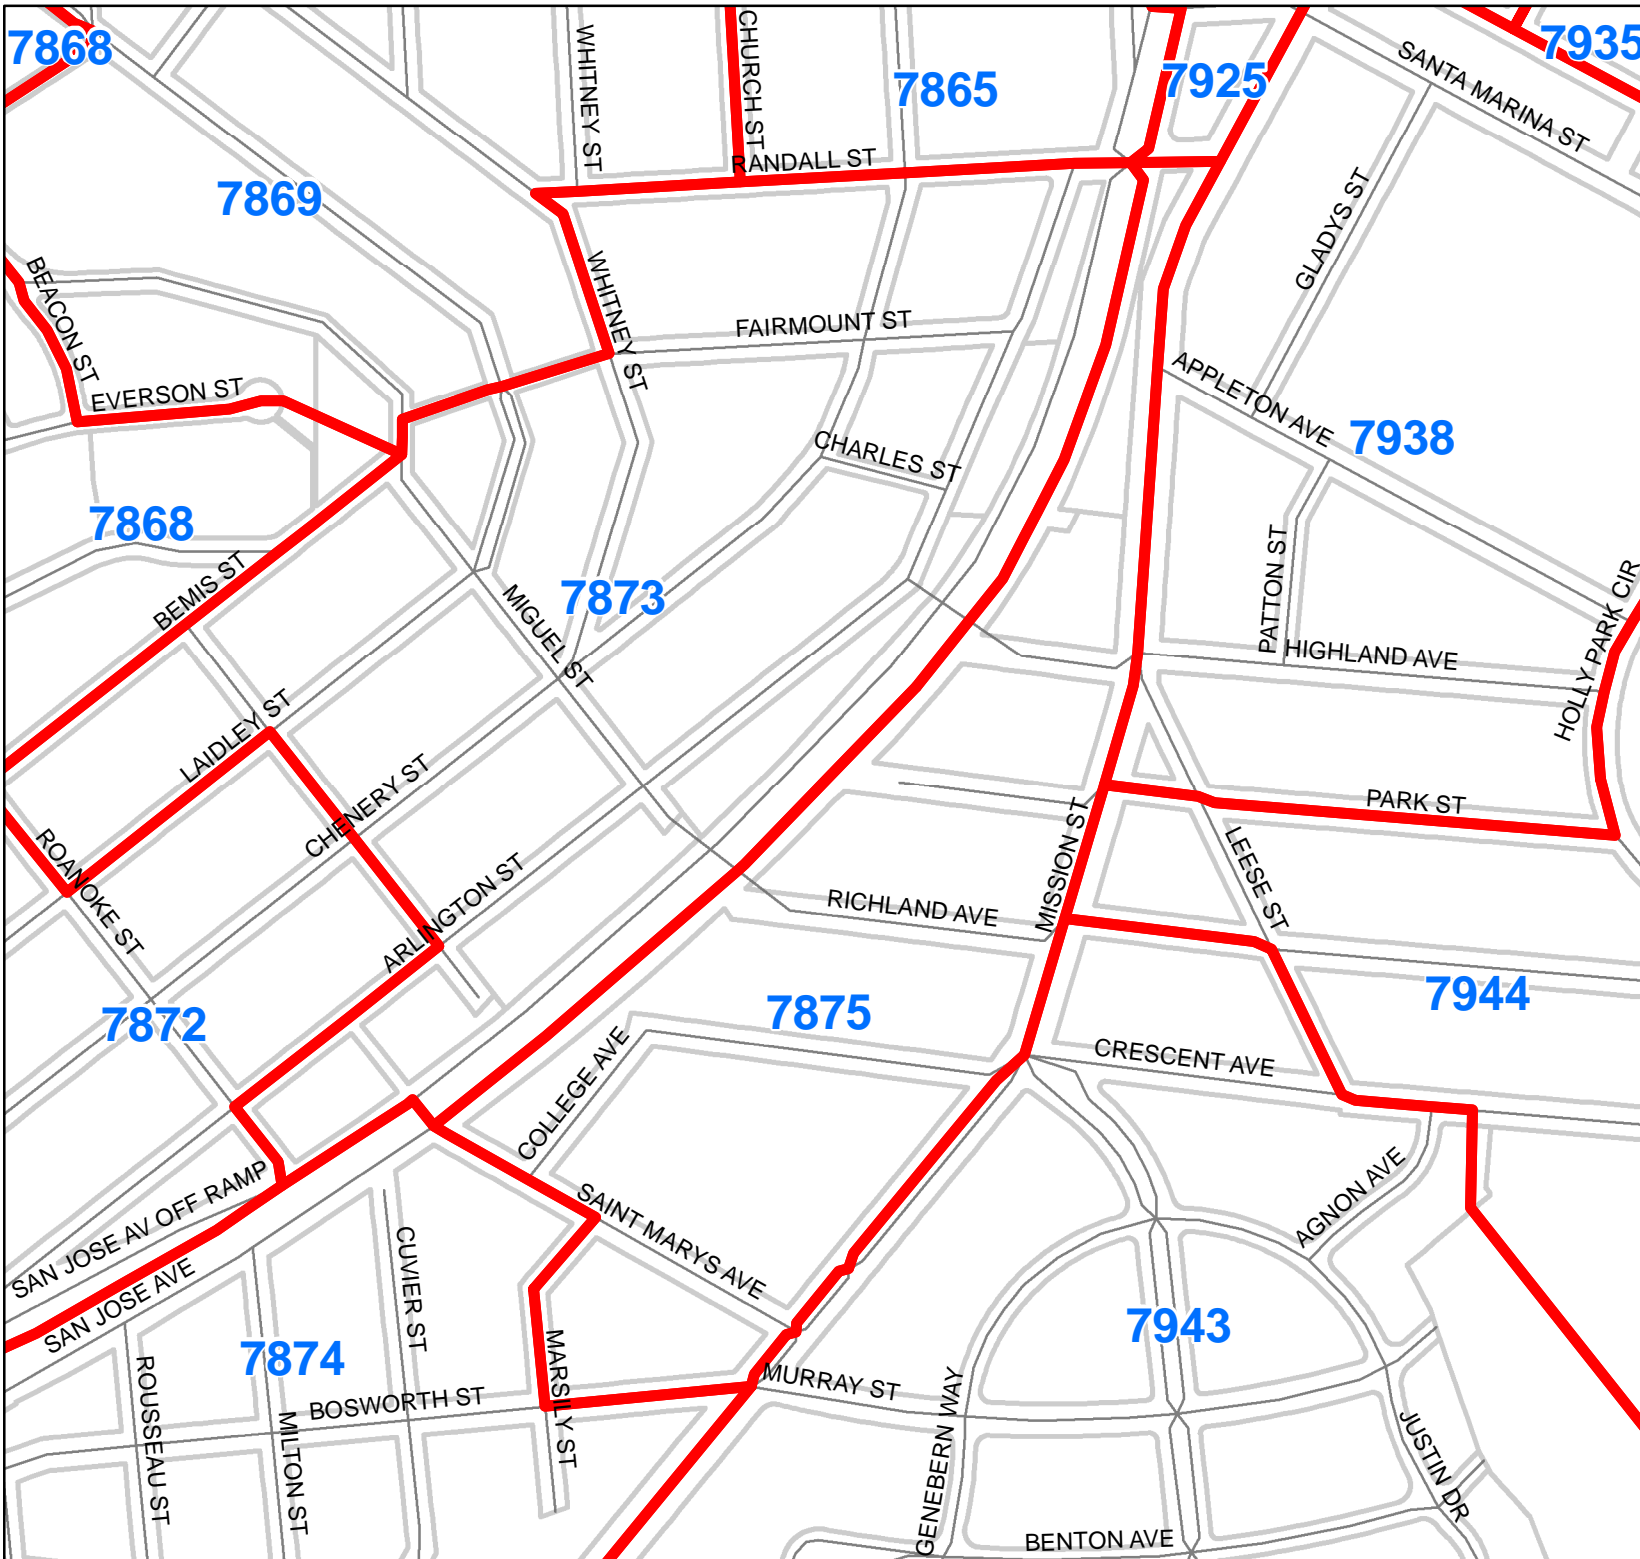 7868
WHITNEY ST
CHURCH ST
7865
7925
SANTA MARINA ST
7935
RANDALL ST
7869
GLADYS ST
BEACON ST
WHITNEY ST
FAIRMOUNT ST
EVERSON ST
APPLETON AVE
7938
CHARLES ST
7868
BEMIS ST
MIGUEL ST
7873
PATTON ST
HIGHLAND AVE
HOLLY PARK CIR
LAIDLEY ST
CHENERY ST
PARK ST
ROANOKE ST
ARLINGTON ST
RICHLAND AVE
MISSION ST
LEESE ST
7872
7875
7944
COLLEGE AVE
CRESCENT AVE
SAN JOSE AV OFF RAMP
SAN JOSE AVE
SAINT MARYS AVE
AGNON AVE
CUVIER ST
7874
7943
ROUSSEAU ST
MILTON ST
BOSWORTH ST
MARSILY ST
MURRAY ST
GENEBERN WAY
JUSTIN DR
BENTON AVE